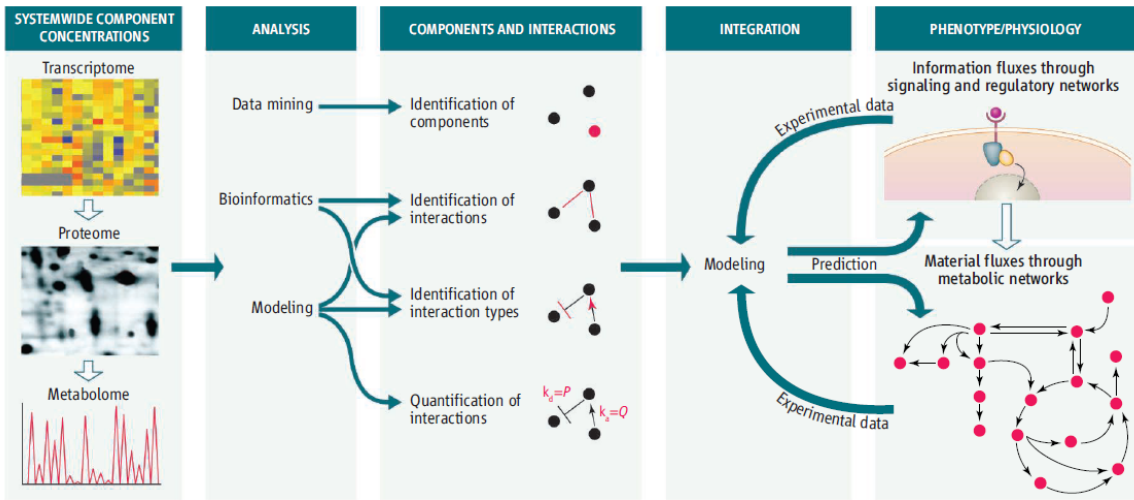 SYSTEMWIDE COMPONENT
CONCENTRATIONS
Transcriptome
Proteome
Metabolome
ANALYSIS
Data mining
Bioinformatics
Modeling
COMPONENTS AND INTERACTIONS
Identification of
components
Identification of
interactions
Identification of
interaction types
Quantification of
interactions
k_d=P
k_a=Q
INTEGRATION
Experimental data
Modeling
Prediction
Experimental data
PHENOTYPE/PHYSIOLOGY
Information fluxes through
signaling and regulatory networks
Material fluxes through
metabolic networks